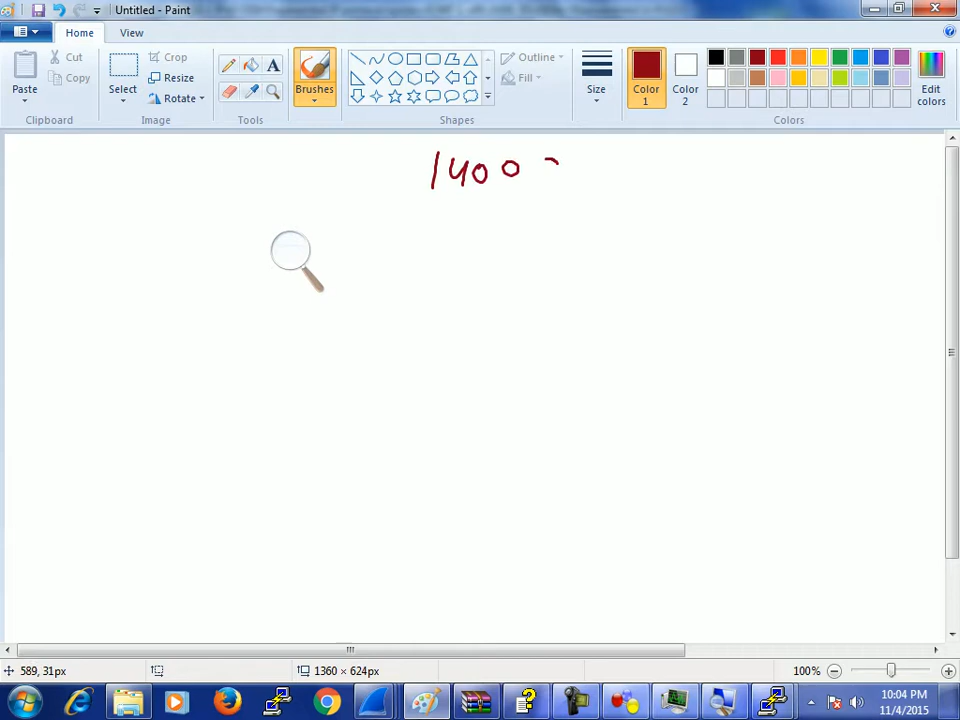 Untitled - Paint
Home
View
Paste
Cut
Copy
Clipboard
Select
Crop
Resize
Rotate
Image
A
Tools
Brushes
Outline
Fill
Shapes
Size
Color 1
Color 2
Edit colors
Colors
1400
589, 31px
1360 × 624px
100%
10:04 PM
11/4/2015